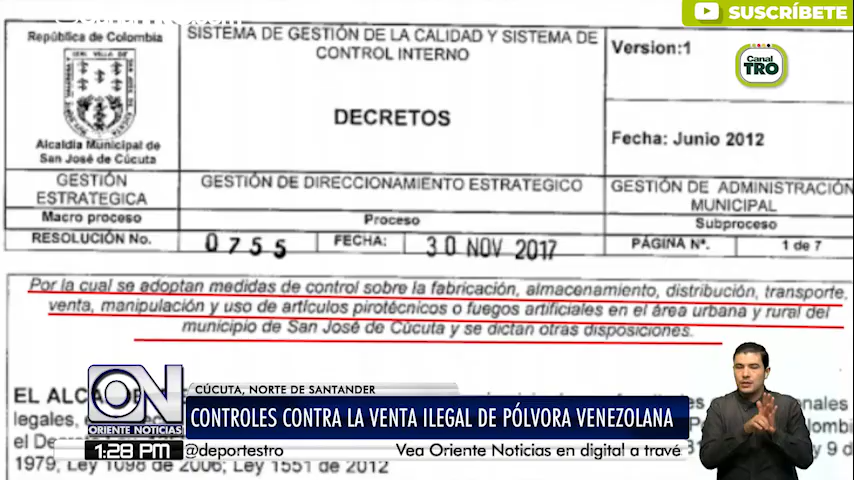 SUSCRÍBETE
República de Colombia
SISTEMA DE GESTIÓN DE LA CALIDAD Y SISTEMA DE
CONTROL INTERNO
Version:1
Canal
TRO
DECRETOS
Fecha: Junio 2012
Alcaldia Municipal de
San José de Cúcuta
GESTIÓN
ESTRATEGICA
GESTIÓN DE DIRECCIONAMIENTO ESTRATEGICO
GESTIÓN DE ADMINISTRACIÓN
MUNICIPAL
Macro proceso
Proceso
Subproceso
RESOLUCIÓN No.
0755
FECHA:
30 NOV 2017
PÁGINA Nº.
1 de 7
Por la cual se adoptan medidas de control sobre la fabricación, almacenamiento, distribución, transporte,
venta, manipulación y uso de artículos pirotécnicos o fuegos artificiales en el área urbana y rural del
municipio de San José de Cúcuta y se dictan otras disposiciones.
EL
legales,
el
1979, Ley 1098 de 2006; Ley 1551 de 2012
ON
ORIENTE NOTICIAS
CÚCUTA, NORTE DE SANTANDER
CONTROLES CONTRA LA VENTA ILEGAL DE PÓLVORA VENEZOLANA
1:28 PM
@deportestro
Vea Oriente Noticias en digital a travé